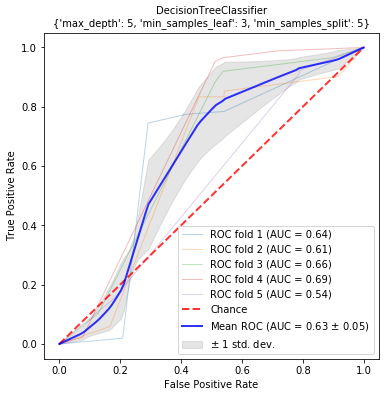 DecisionTreeClassifier
{'max_depth': 5, 'min_samples_leaf': 3, 'min_samples_split': 5}
1.0
0.8
0.6
0.4
0.2
0.0
True Positive Rate
ROC fold 1 (AUC = 0.64)
ROC fold 2 (AUC = 0.61)
ROC fold 3 (AUC = 0.66)
ROC fold 4 (AUC = 0.69)
ROC fold 5 (AUC = 0.54)
Chance
Mean ROC (AUC = 0.63 ± 0.05)
± 1 std. dev.
0.0 0.2 0.4 0.6 0.8 1.0
False Positive Rate